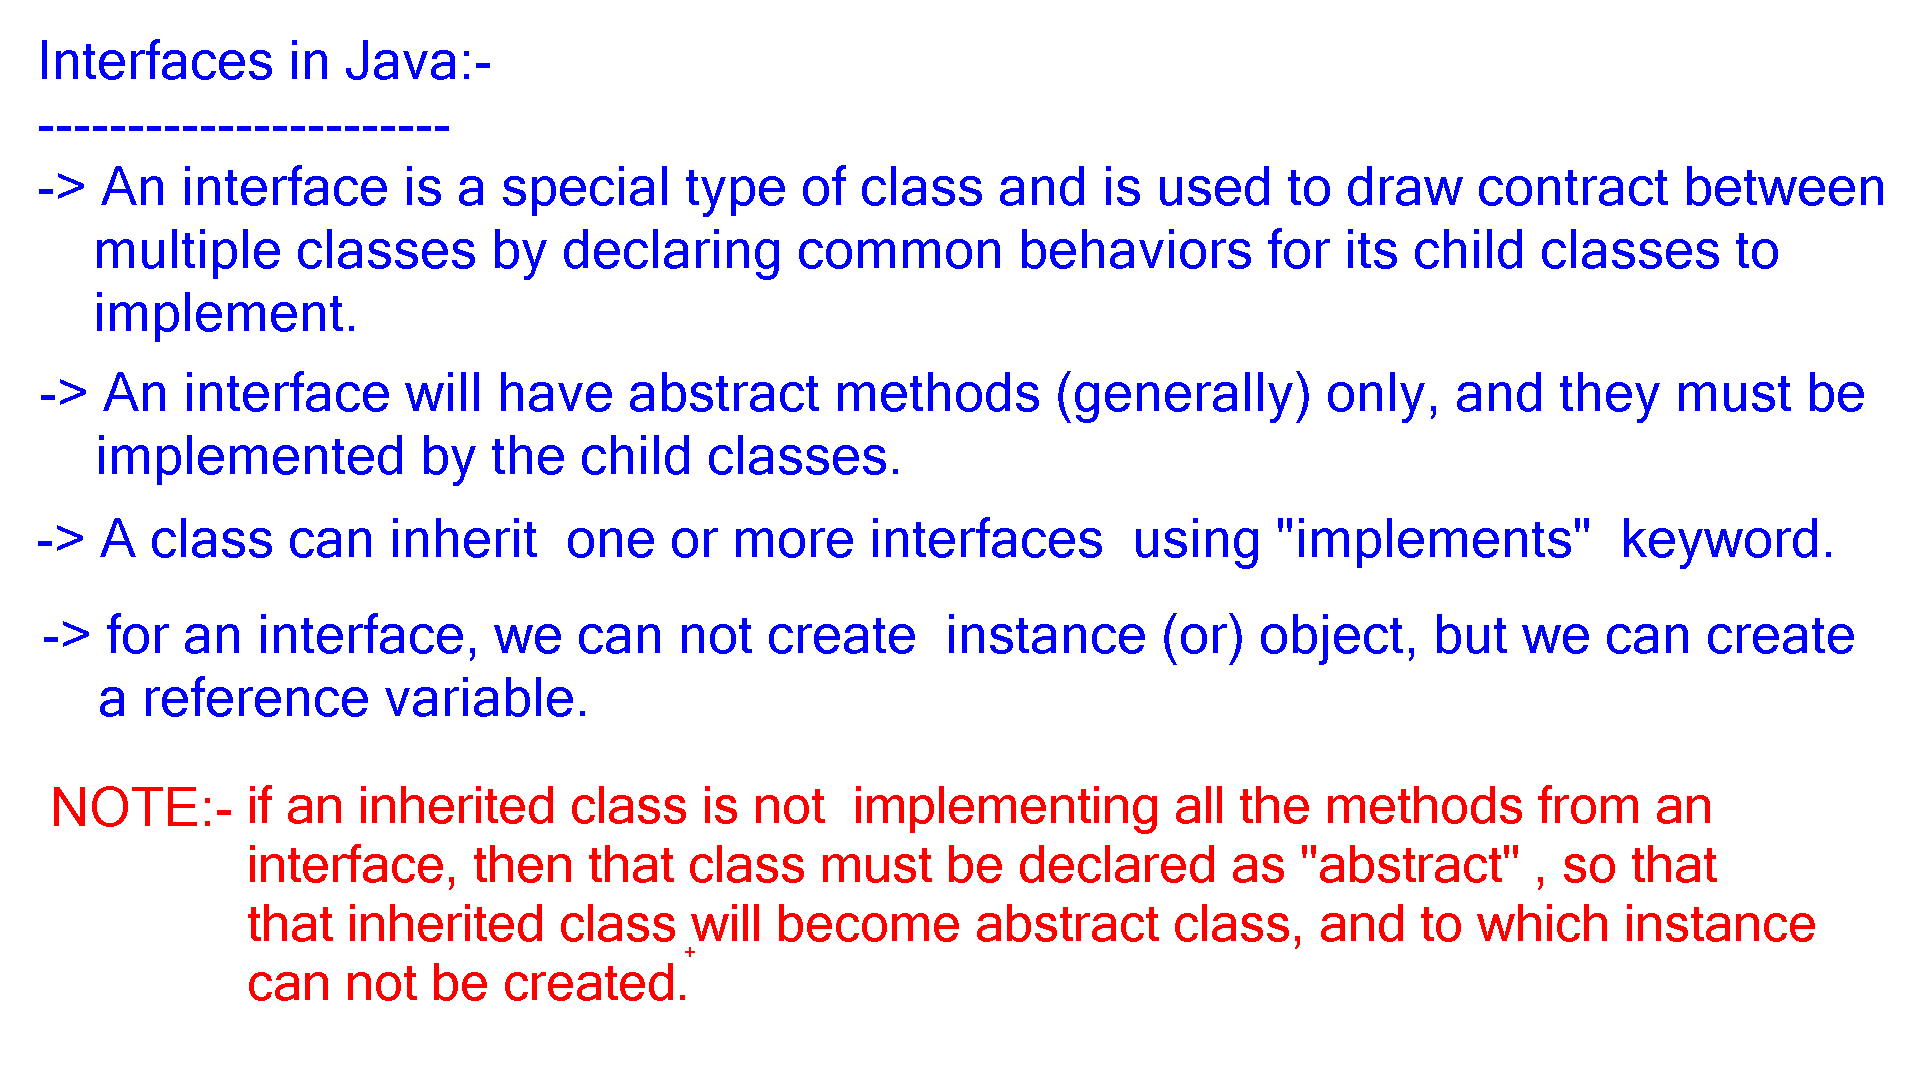 Interfaces in Java:-
-----------------------
-> An interface is a special type of class and is used to draw contract between
multiple classes by declaring common behaviors for its child classes to
implement.
-> An interface will have abstract methods (generally) only, and they must be
implemented by the child classes.
-> A class can inherit  one or more interfaces  using "implements"  keyword.
-> for an interface, we can not create  instance (or) object, but we can create
a reference variable.
NOTE:- if an inherited class is not  implementing all the methods from an
interface, then that class must be declared as "abstract" , so that
that inherited class will become abstract class, and to which instance
can not be created.